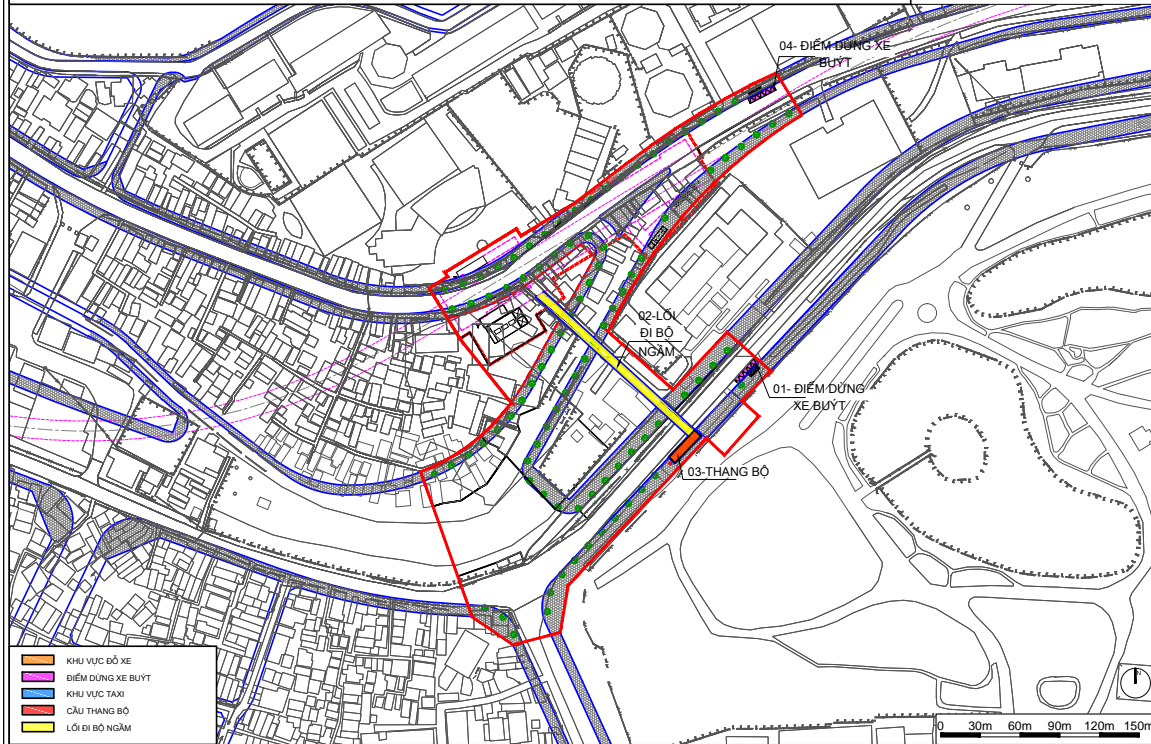 04- ĐIỂM DỪNG XE
BUÝT
02-LỐI
ĐI BỘ
NGẦM
01- ĐIỂM DỪNG
XE BUÝT
03-THANG BỘ
KHU VỰC ĐỖ XE
ĐIỂM DỪNG XE BUÝT
KHU VỰC TAXI
CẦU THANG BỘ
LỐI ĐI BỘ NGẦM
0 30m 60m 90m 120m 150m